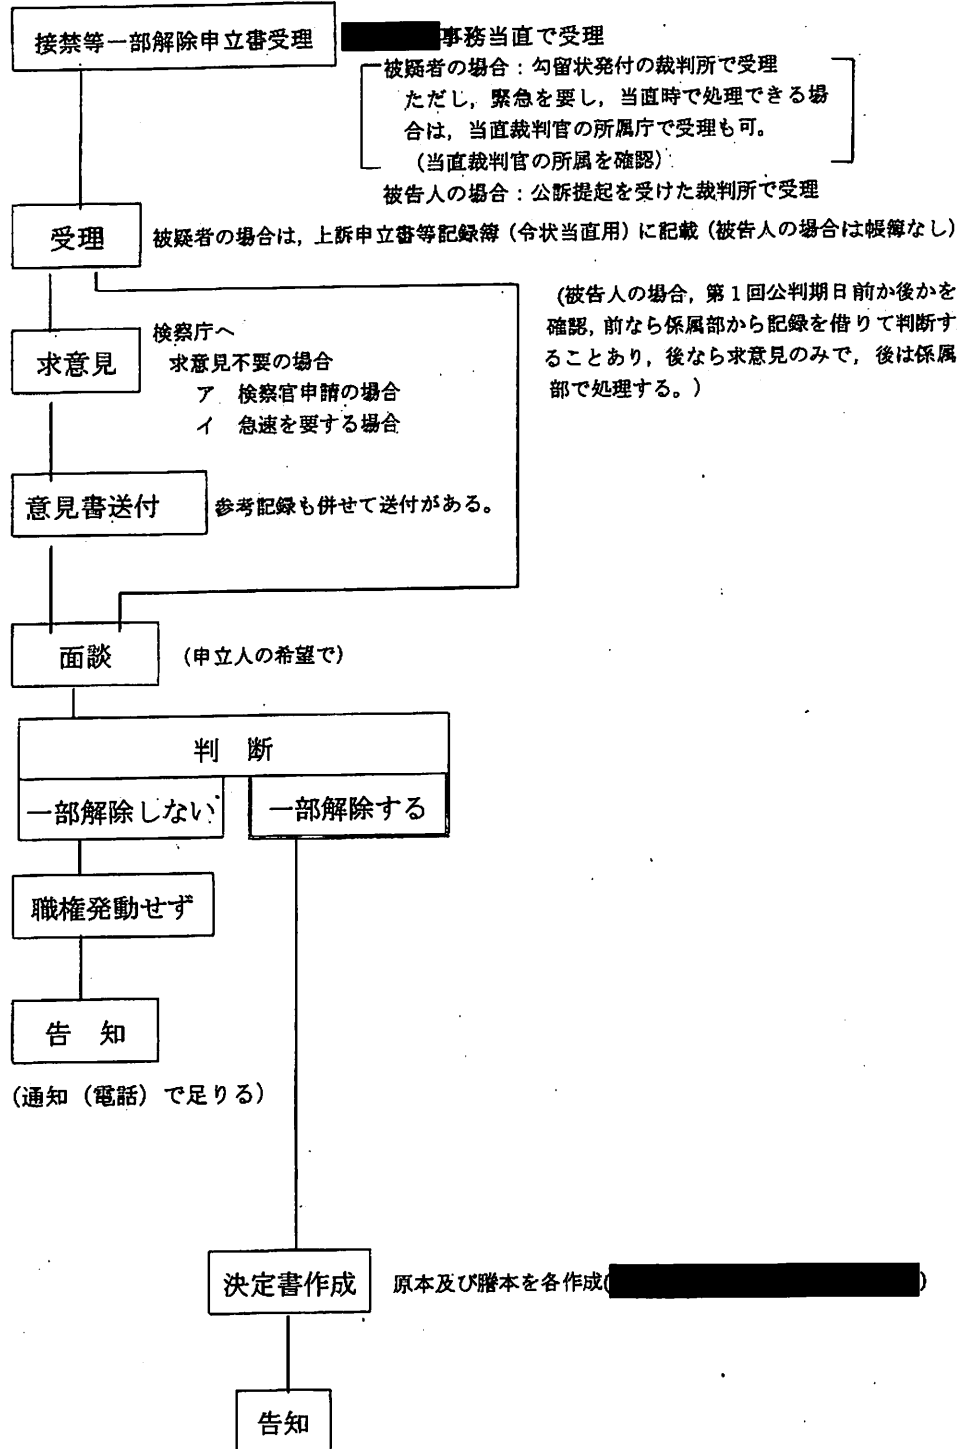 接禁等一部解除申立書受理
事務当直で受理
被疑者の場合：勾留状発付の裁判所で受理
ただし，緊急を要し，当直時で処理できる場
合は，当直裁判官の所属庁で受理も可。
（当直裁判官の所属を確認）
被告人の場合：公訴提起を受けた裁判所で受理
受理
被疑者の場合は，上訴申立書等記録簿（令状当直用）に記載（被告人の場合は帳簿なし）
（被告人の場合，第１回公判期日前か後かを
確認，前なら係属部から記録を借りて判断す
ることあり，後なら求意見のみで，後は係属
部で処理する。）
求意見
検察庁へ
求意見不要の場合
ア　検察官申請の場合
イ　急速を要する場合
意見書送付
参考記録も併せて送付がある。
面談
（申立人の希望で）
判　断
一部解除しない
一部解除する
職権発動せず
告　知
（通知（電話）で足りる）
決定書作成
原本及び謄本を各作成(　)
告知